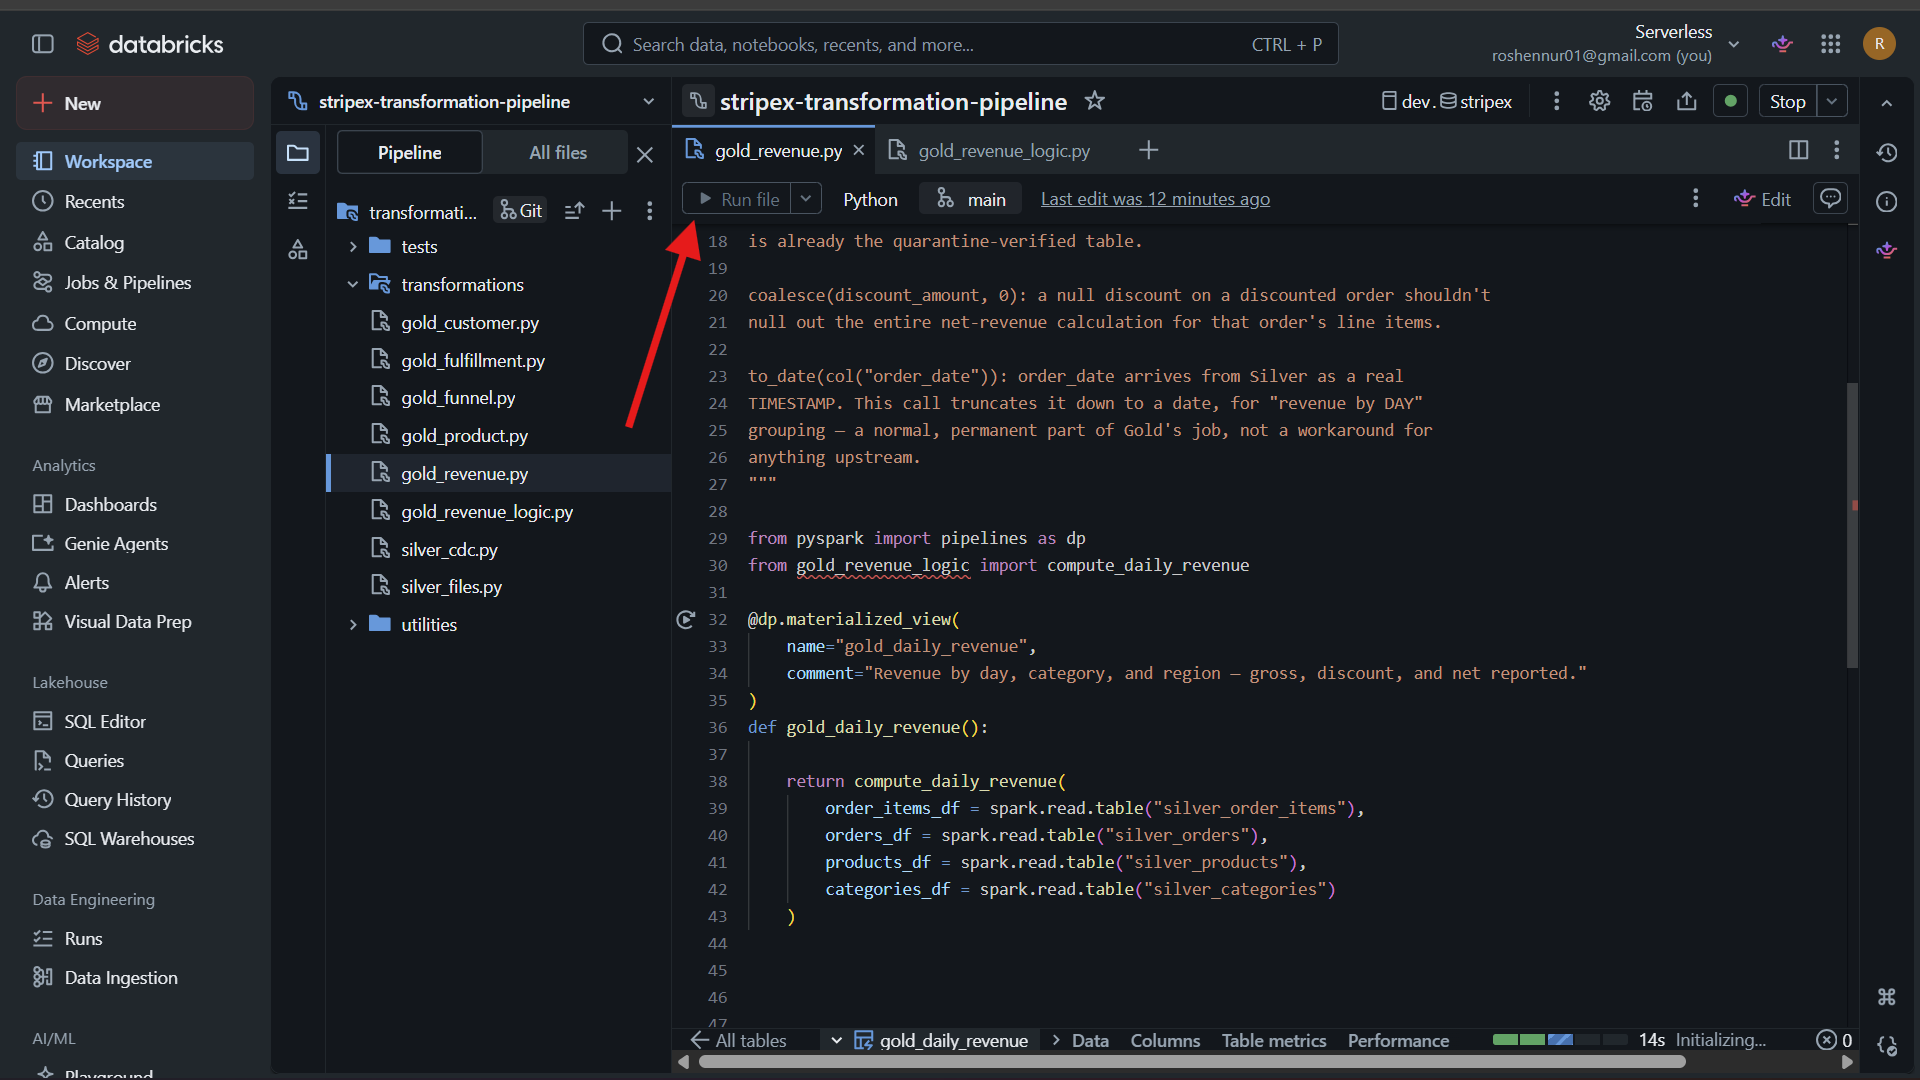 databricks
Search data, notebooks, recents, and more...
CTRL + P
Serverless
roshennur01@gmail.com (you)
R
New
Workspace
Recents
Catalog
Jobs & Pipelines
Compute
Discover
Marketplace
Analytics
Dashboards
Genie Agents
Alerts
Visual Data Prep
Lakehouse
SQL Editor
Queries
Query History
SQL Warehouses
Data Engineering
Runs
Data Ingestion
AI/ML
Playground
stripex-transformation-pipeline
Pipeline
All files
transformati...
Git
tests
transformations
gold_customer.py
gold_fulfillment.py
gold_funnel.py
gold_product.py
gold_revenue.py
gold_revenue_logic.py
silver_cdc.py
silver_files.py
utilities
stripex-transformation-pipeline
dev. stripex
Stop
gold_revenue.py
gold_revenue_logic.py
Run file
Python
main
Last edit was 12 minutes ago
Edit
18 is already the quarantine-verified table.
19
20 coalesce(discount_amount, 0): a null discount on a discounted order shouldn't
21 null out the entire net-revenue calculation for that order's line items.
22
23 to_date(col("order_date")): order_date arrives from Silver as a real
24 TIMESTAMP. This call truncates it down to a date, for "revenue by DAY"
25 grouping — a normal, permanent part of Gold's job, not a workaround for
26 anything upstream.
27 """
28
29 from pyspark import pipelines as dp
30 from gold_revenue_logic import compute_daily_revenue
31
32 @dp.materialized_view(
33 name="gold_daily_revenue",
34 comment="Revenue by day, category, and region — gross, discount, and net reported."
35 )
36 def gold_daily_revenue():
37
38 return compute_daily_revenue(
39 order_items_df = spark.read.table("silver_order_items"),
40 orders_df = spark.read.table("silver_orders"),
41 products_df = spark.read.table("silver_products"),
42 categories_df = spark.read.table("silver_categories")
43 )
44
45
46
47
All tables
gold_daily_revenue
Data
Columns
Table metrics
Performance
14s
Initializing...
0